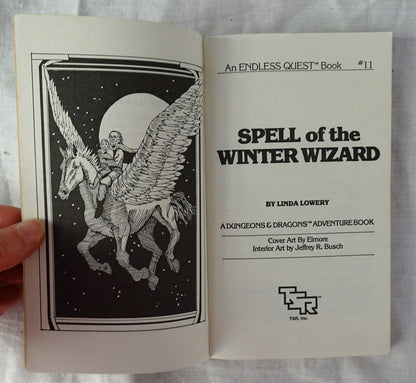 An ENDLESS QUEST™ Book #11
SPELL of the
WINTER WIZARD
BY LINDA LOWERY
A DUNGEONS & DRAGONS™ ADVENTURE BOOK
Cover Art By Elmore
Interior Art by Jeffrey R. Busch
TSR
TSR, Inc.